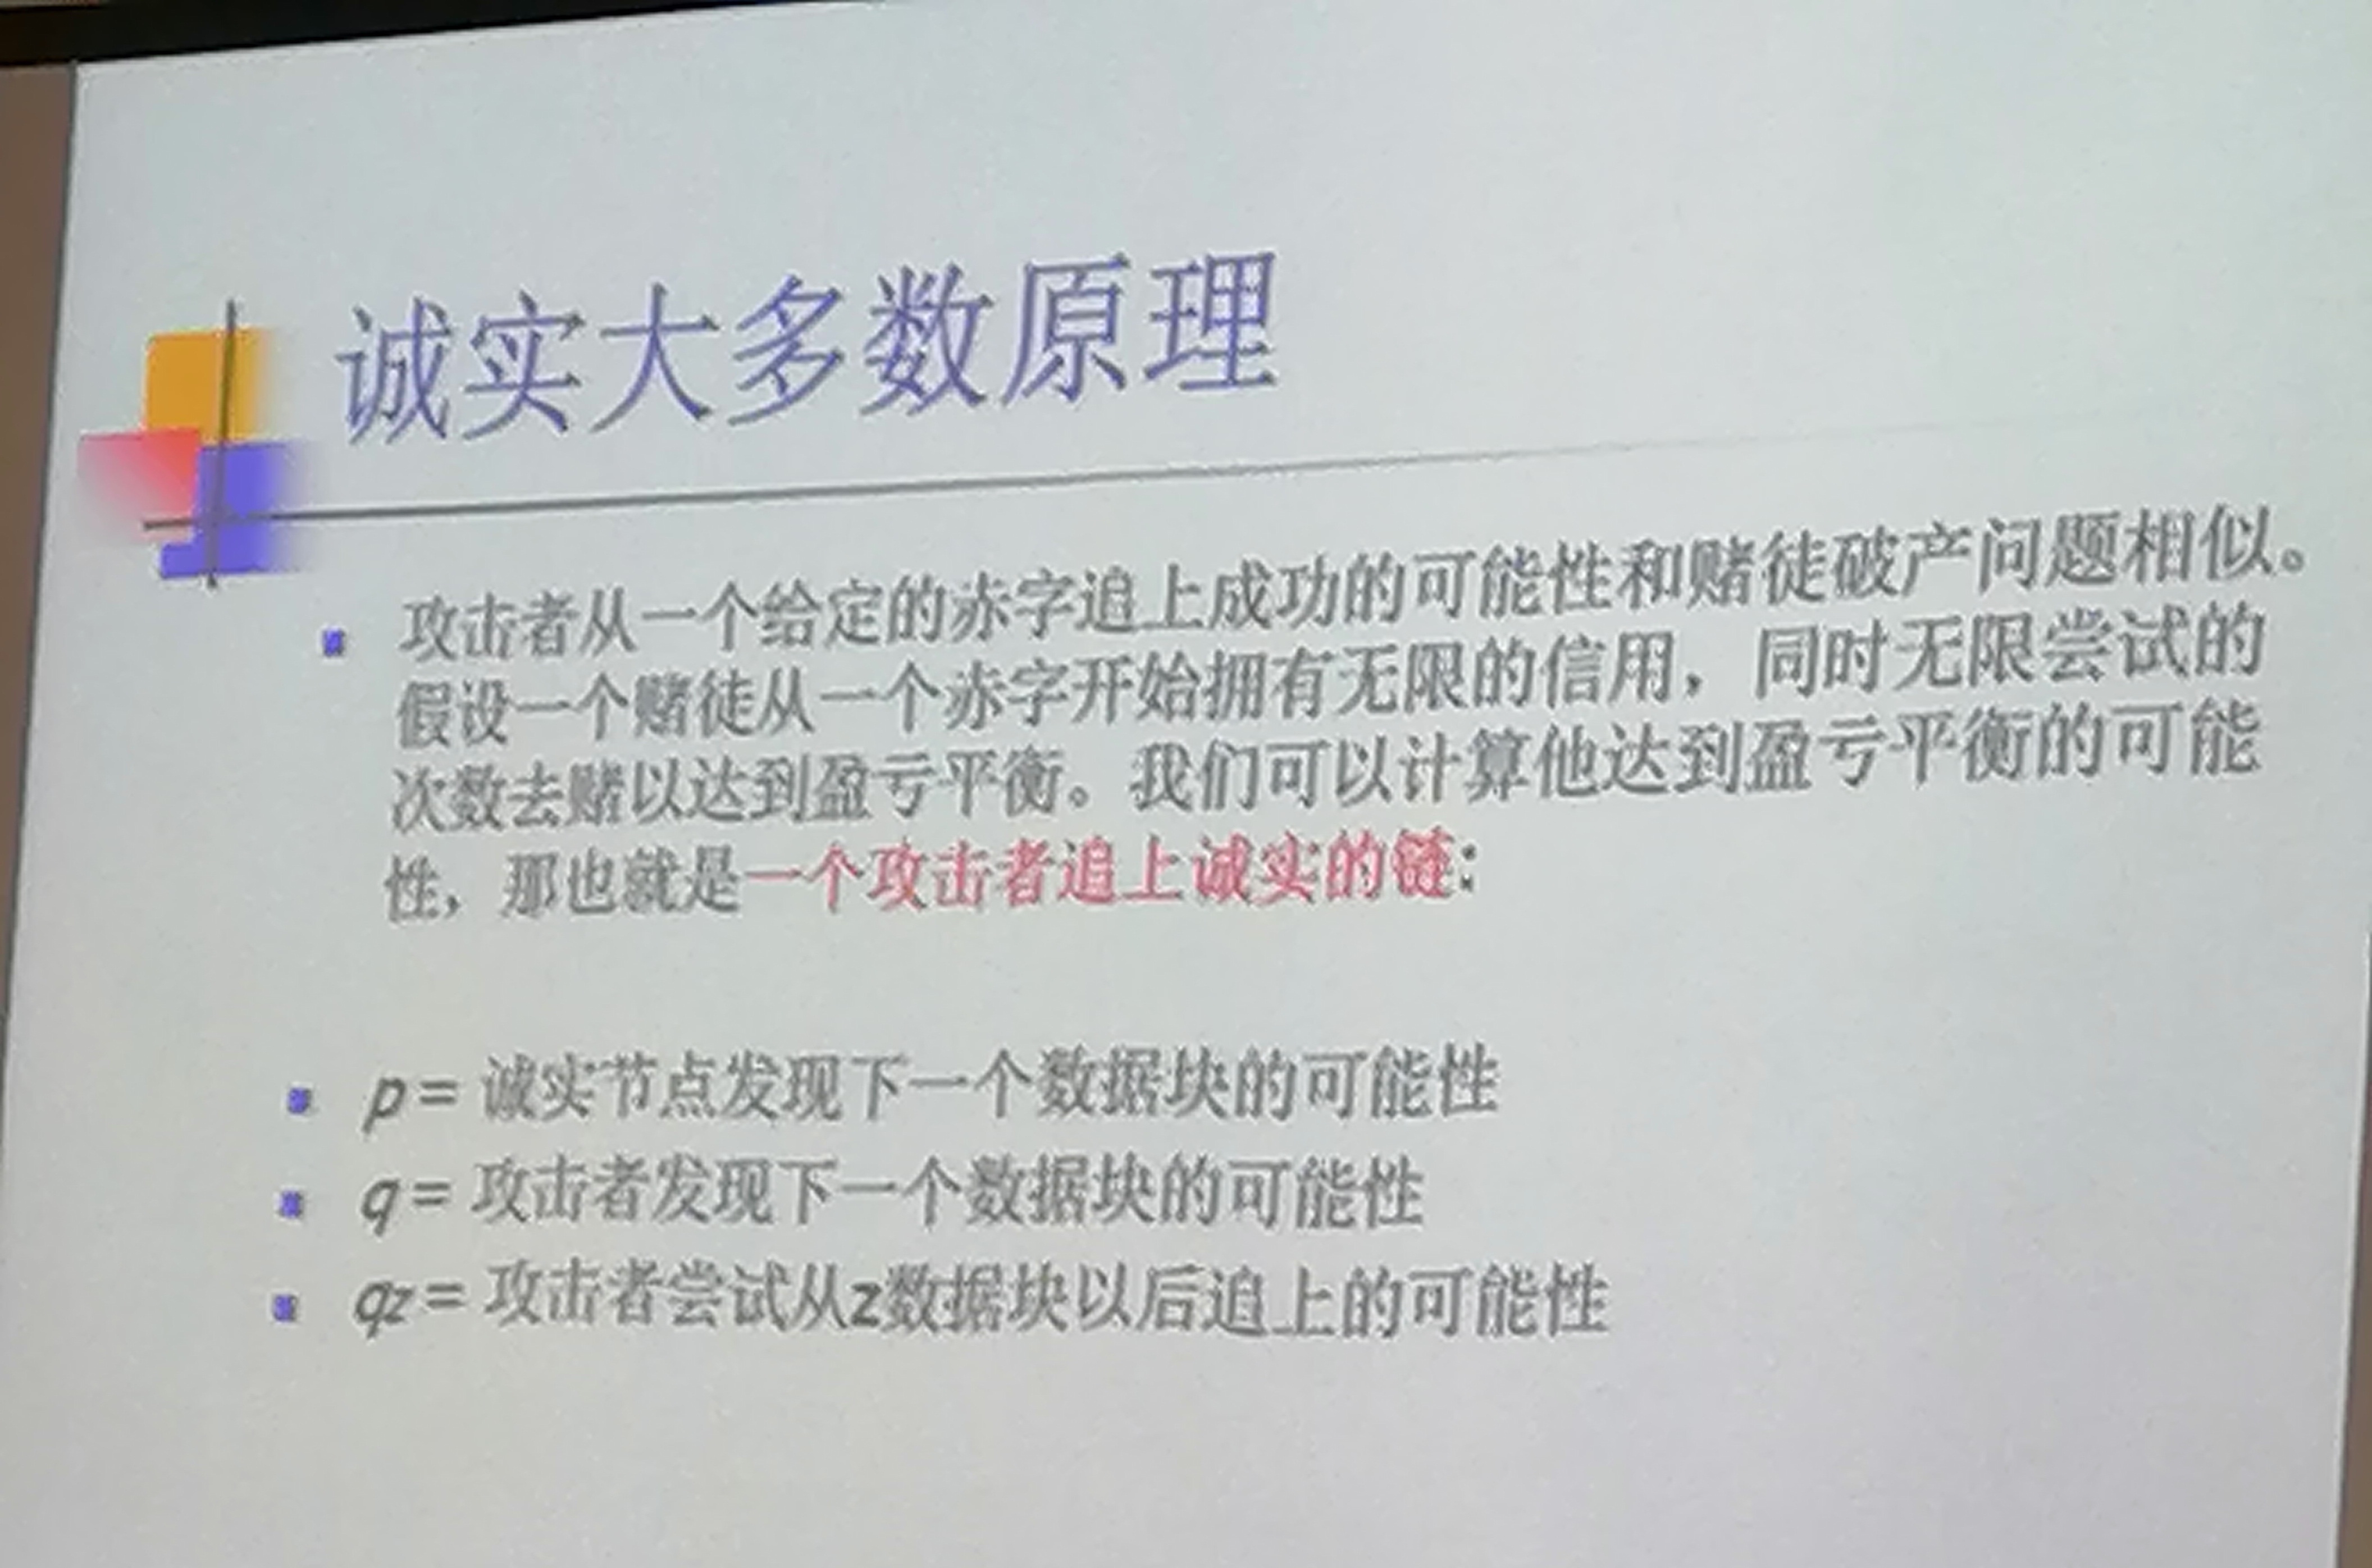 诚实大多数原理
攻击者从一个给定的赤字追上成功的可能性和赌徒破产问题相似。
假设一个赌徒从一个赤字开始拥有无限的信用，同时无限尝试的
次数去赌以达到盈亏平衡。我们可以计算他达到盈亏平衡的可能
性，那也就是一个攻击者追上诚实的链：
p = 诚实节点发现下一个数据块的可能性
q = 攻击者发现下一个数据块的可能性
qz = 攻击者尝试从z数据块以后追上的可能性